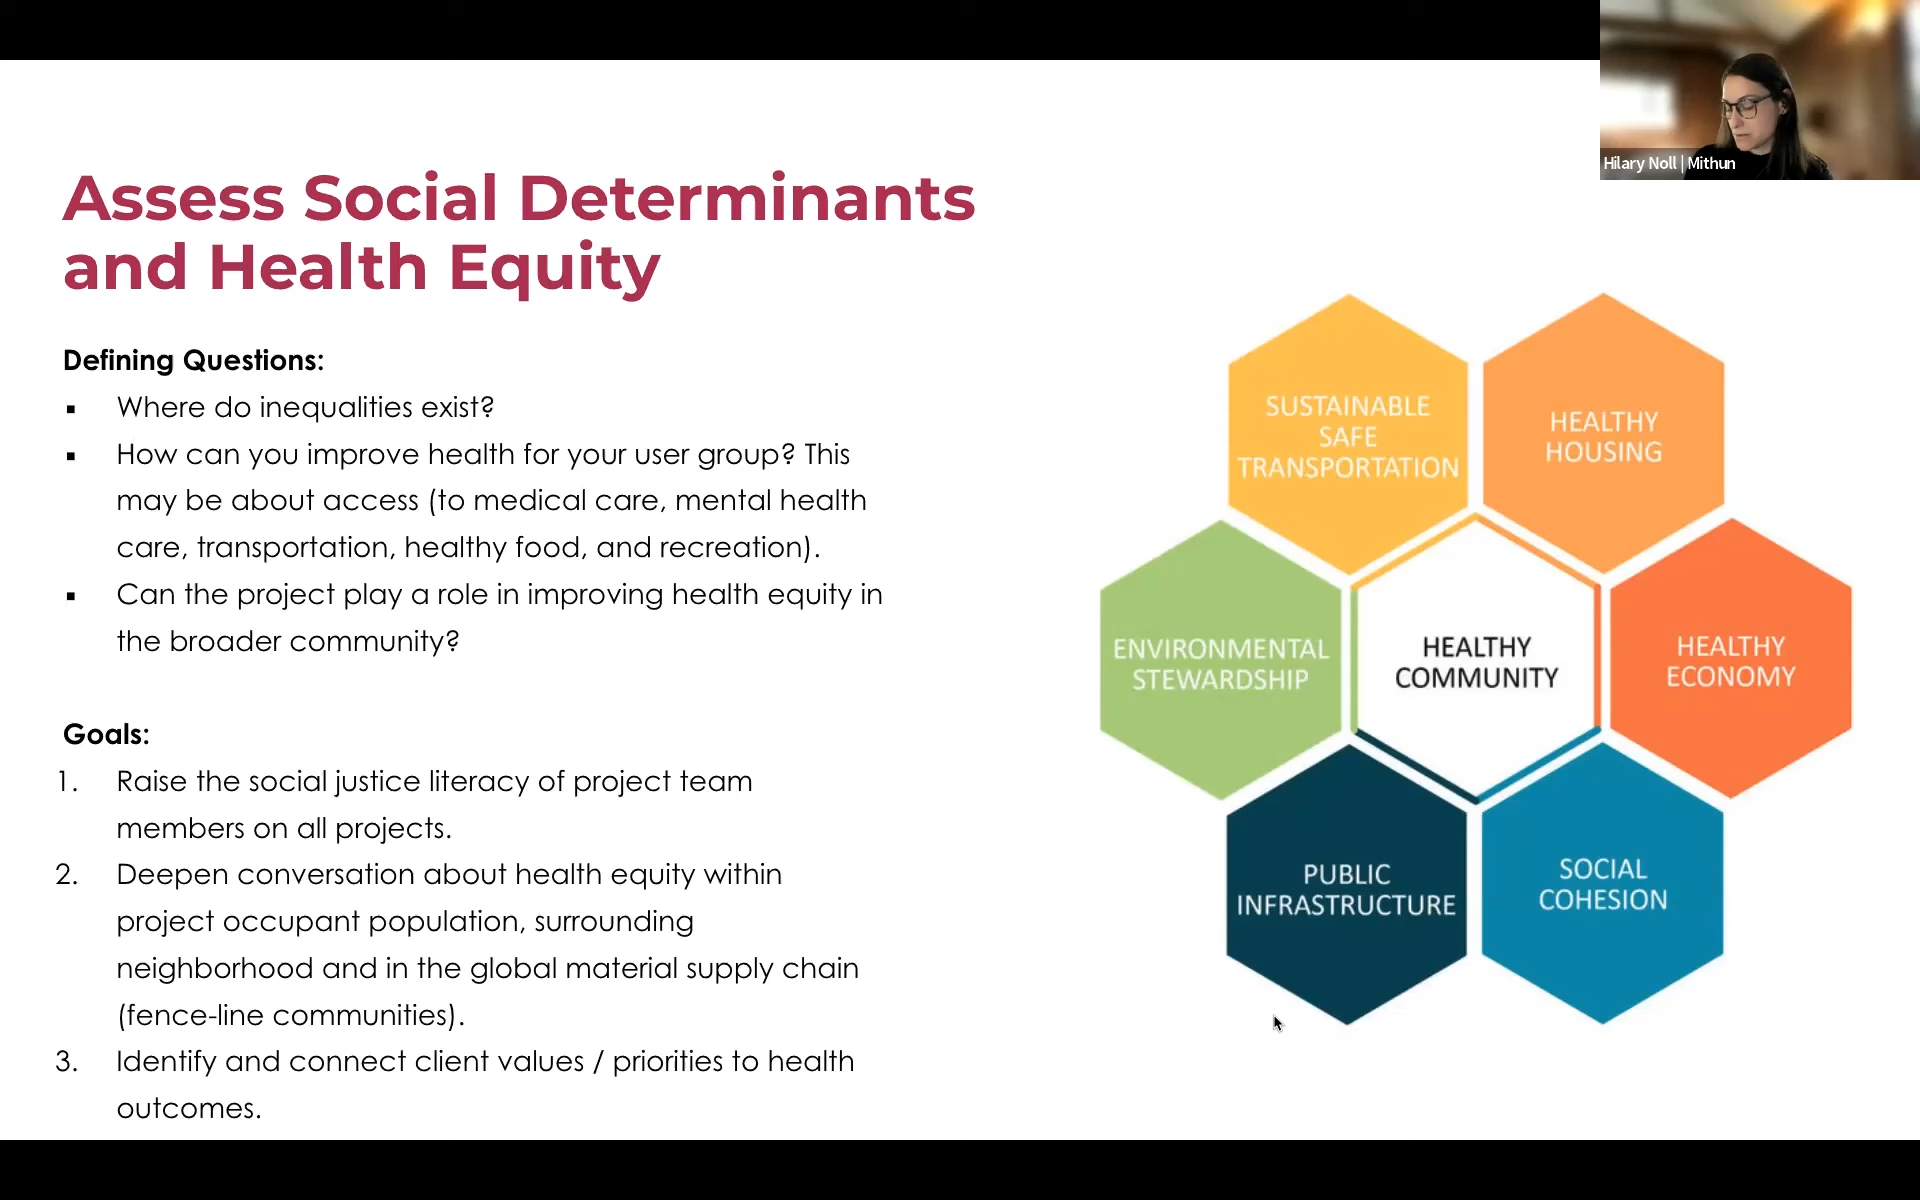 Hilary Noll | Mithun
Assess Social Determinants
and Health Equity
Defining Questions:
▪ Where do inequalities exist?
▪ How can you improve health for your user group? This
may be about access (to medical care, mental health
care, transportation, healthy food, and recreation).
▪ Can the project play a role in improving health equity in
the broader community?
Goals:
1. Raise the social justice literacy of project team
members on all projects.
2. Deepen conversation about health equity within
project occupant population, surrounding
neighborhood and in the global material supply chain
(fence-line communities).
3. Identify and connect client values / priorities to health
outcomes.
SUSTAINABLE
SAFE
TRANSPORTATION
HEALTHY
HOUSING
ENVIRONMENTAL
STEWARDSHIP
HEALTHY
COMMUNITY
HEALTHY
ECONOMY
PUBLIC
INFRASTRUCTURE
SOCIAL
COHESION